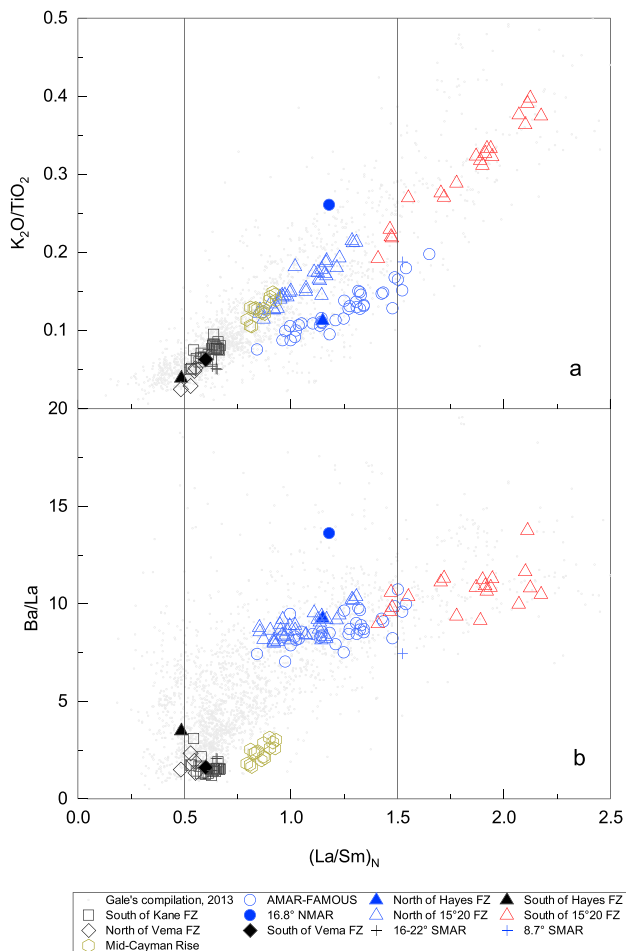 0.5
0.4
0.3
0.2
0.1
K2O/TiO2
a
20
15
10
5
0
Ba/La
b
0.0 0.5 1.0 1.5 2.0 2.5
(La/Sm)N
Gale's compilation, 2013 AMAR-FAMOUS North of Hayes FZ South of Hayes FZ
South of Kane FZ 16.8° NMAR North of 15°20 FZ South of 15°20 FZ
North of Vema FZ South of Vema FZ 16-22° SMAR 8.7° SMAR
Mid-Cayman Rise